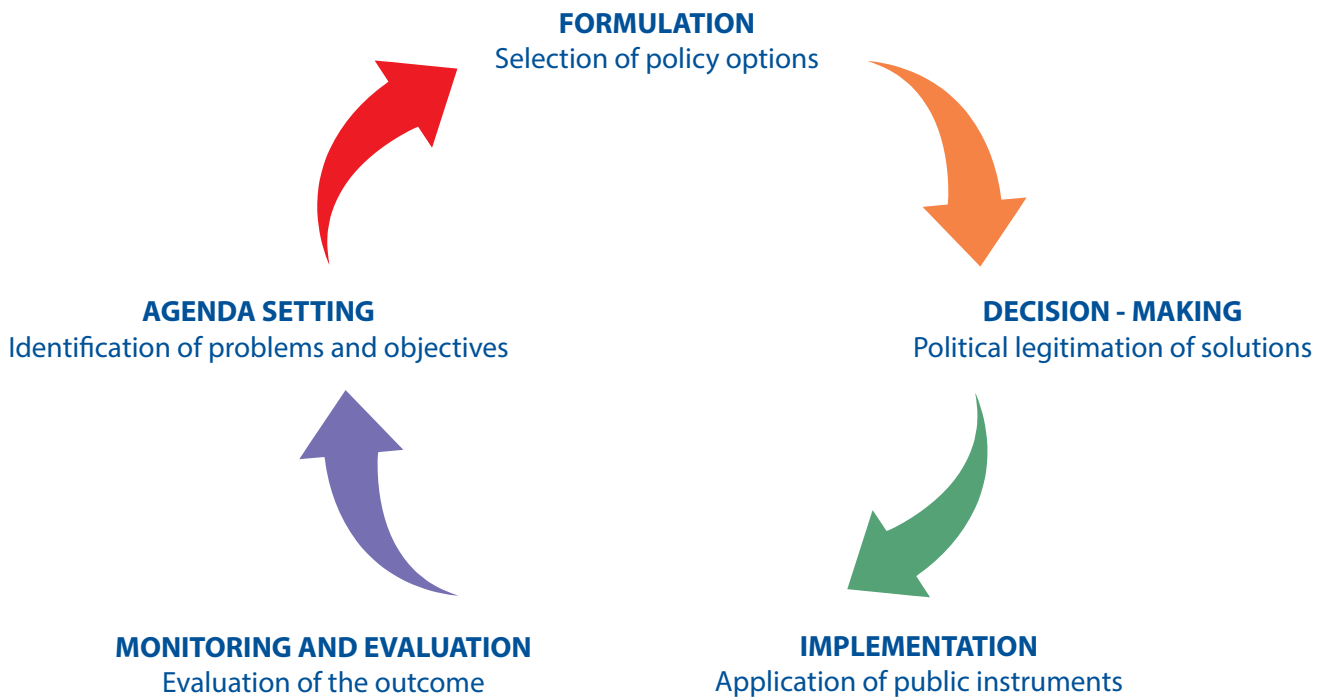 FORMULATION
Selection of policy options
AGENDA SETTING
Identification of problems and objectives
DECISION - MAKING
Political legitimation of solutions
MONITORING AND EVALUATION
Evaluation of the outcome
IMPLEMENTATION
Application of public instruments